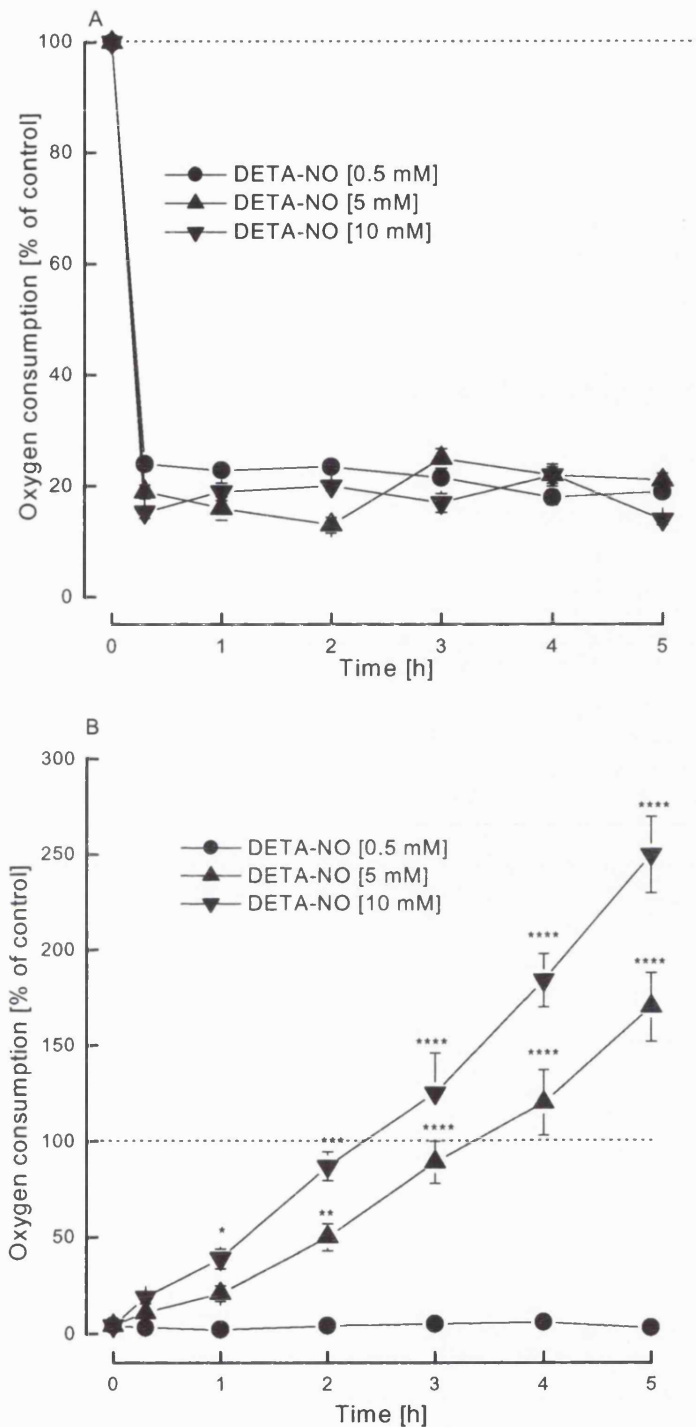 A
100
80
60
40
20
0
Oxygen consumption [% of control]
DETA-NO [0.5 mM]
DETA-NO [5 mM]
DETA-NO [10 mM]
0 1 2 3 4 5
Time [h]
B
300
250
200
150
100
50
0
Oxygen consumption [% of control]
DETA-NO [0.5 mM]
DETA-NO [5 mM]
DETA-NO [10 mM]
****
****
****
****
****
****
***
**
*
0 1 2 3 4 5
Time [h]